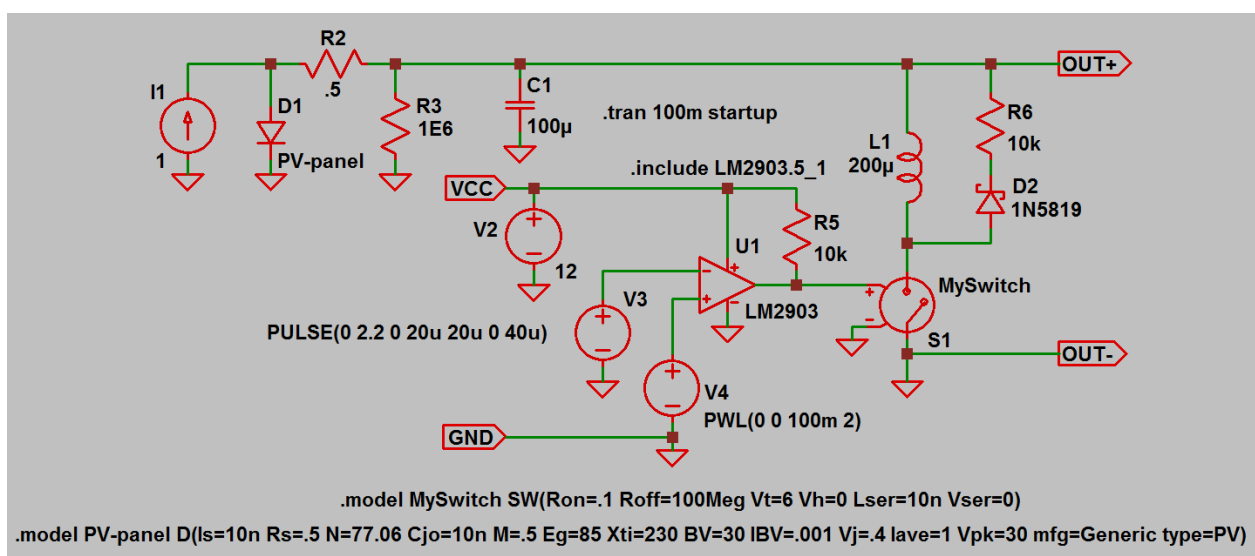 R2
.5
OUT+
I1
1
D1
PV-panel
R3
1E6
C1
100µ
.tran 100m startup
R6
10k
L1
200µ
D2
1N5819
.include LM2903.5_1
VCC
V2
12
R5
10k
U1
LM2903
MySwitch
S1
V3
PULSE(0 2.2 0 20u 20u 0 40u)
OUT-
V4
PWL(0 0 100m 2)
GND
.model MySwitch SW(Ron=.1 Roff=100Meg Vt=6 Vh=0 Lser=10n Vser=0)
.model PV-panel D(Is=10n Rs=.5 N=77.06 Cjo=10n M=.5 Eg=85 Xti=230 BV=30 IBV=.001 Vj=.4 Iave=1 Vpk=30 mfg=Generic type=PV)